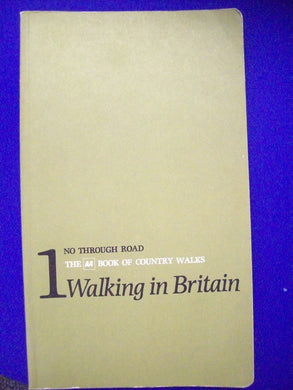 NO THROUGH ROAD
THE AA BOOK OF COUNTRY WALKS
1 Walking in Britain